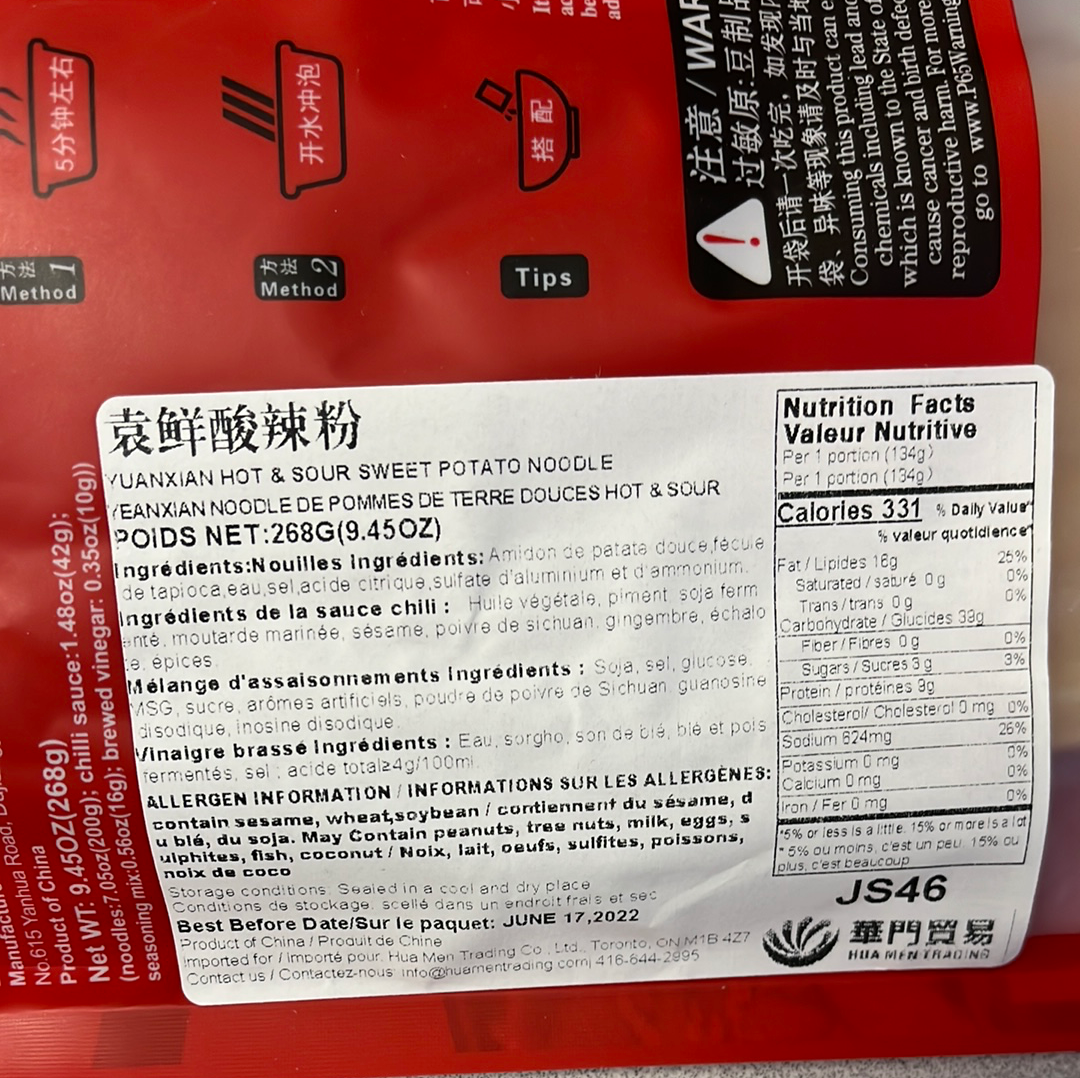 5分钟左右
方法 1
Method
开水冲泡
方法 2
Method
搭配
Tips
注意 / WAR
过敏原:豆制品
开袋后请一次吃完, 如发现
袋、异味等现象请及时与当地
Consuming this product can e
chemicals including lead and
which is known to the State of
cause cancer and birth defec
reproductive harm. For more
go to www.P65Warning
No.615 Yanhua Road,
Product of China
Net WT: 9.45OZ(268g)
(noodles:7.05oz(200g); chilli sauce:1.48oz(42g);
seasoning mix:0.56oz(16g); brewed vinegar: 0.35oz(10g))
袁鲜酸辣粉
YUANXIAN HOT & SOUR SWEET POTATO NOODLE
YEANXIAN NOODLE DE POMMES DE TERRE DOUCES HOT & SOUR
POIDS NET:268G(9.45OZ)
Ingrédients:Nouilles Ingrédients: Amidon de patate douce,fécule
de tapioca,eau,sel,acide citrique,sulfate d'aluminium et d'ammonium.
Ingrédients de la sauce chili : Huile végétale, piment soja ferm
enté, moutarde marinée, sésame, poivre de sichuan, gingembre, échalo
te, épices.
Mélange d'assaisonnements Ingrédients : Soja, sel, glucose,
MSG, sucre, arômes artificiels, poudre de poivre de Sichuan, guanosine
disodique, inosine disodique.
Vinaigre brassé Ingrédients : Eau, sorgho, son de blé, blé et pois
fermentés, sel ; acide total≥4g/100ml.
ALLERGEN INFORMATION / INFORMATIONS SUR LES ALLERGÈNES:
contain sesame, wheat,soybean / contiennent du sésame, d
u blé, du soja. May Contain peanuts, tree nuts, milk, eggs, s
ulphites, fish, coconut / Noix, lait, oeufs, sulfites, poissons,
noix de coco
Storage conditions: Sealed in a cool and dry place
Conditions de stockage: scellé dans un endroit frais et sec
Best Before Date/Sur le paquet: JUNE 17,2022
Product of China / Produit de Chine
Imported for / Importé pour: Hua Men Trading Co., Ltd., Toronto, ON M1B 4Z7
Contact us / Contactez-nous: info@huamentrading.com| 416-644-2995
Nutrition Facts
Valeur Nutritive
Per 1 portion (134g)
Per 1 portion (134g)
Calories 331 % Daily Value*
% valeur quotidienne*
Fat / Lipides 16g 25%
Saturated / saturé 0 g 0%
Trans / trans 0 g 0%
Carbohydrate / Glucides 39g
Fiber / Fibres 0 g 0%
Sugars / Sucres 3 g 3%
Protein / protéines 9g
Cholesterol/ Cholesterol 0 mg 0%
Sodium 624mg 26%
Potassium 0 mg 0%
Calcium 0 mg 0%
Iron / Fer 0 mg 0%
*5% or less is a little. 15% or more is a lot
* 5% ou moins, c'est un peu 15% ou
plus, c'est beaucoup
JS46
華門貿易
HUA MEN TRADING